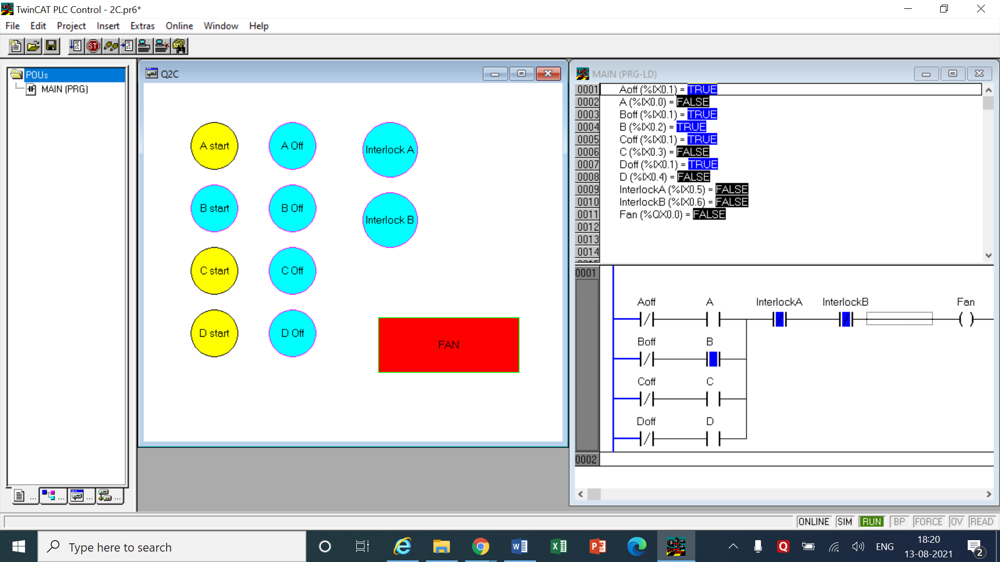 TwinCAT PLC Control - 2C.pr6*
File Edit Project Insert Extras Online Window Help
POUs
MAIN (PRG)
... ... ... ...
Q2C
A start A Off Interlock A
B start B Off Interlock B
C start C Off
D start D Off
FAN
MAIN (PRG-LD)
0001 Aoff (%IX0.1) = TRUE
0002 A (%IX0.0) = FALSE
0003 Boff (%IX0.1) = TRUE
0004 B (%IX0.2) = TRUE
0005 Coff (%IX0.1) = TRUE
0006 C (%IX0.3) = FALSE
0007 Doff (%IX0.1) = TRUE
0008 D (%IX0.4) = FALSE
0009 InterlockA (%IX0.5) = FALSE
0010 InterlockB (%IX0.6) = FALSE
0011 Fan (%QX0.0) = FALSE
0012
0013
0014
0001
Aoff A InterlockA InterlockB Fan
Boff B
Coff C
Doff D
0002
ONLINE SIM RUN BP FORCE OV READ
Type here to search
ENG
18:20
13-08-2021
2